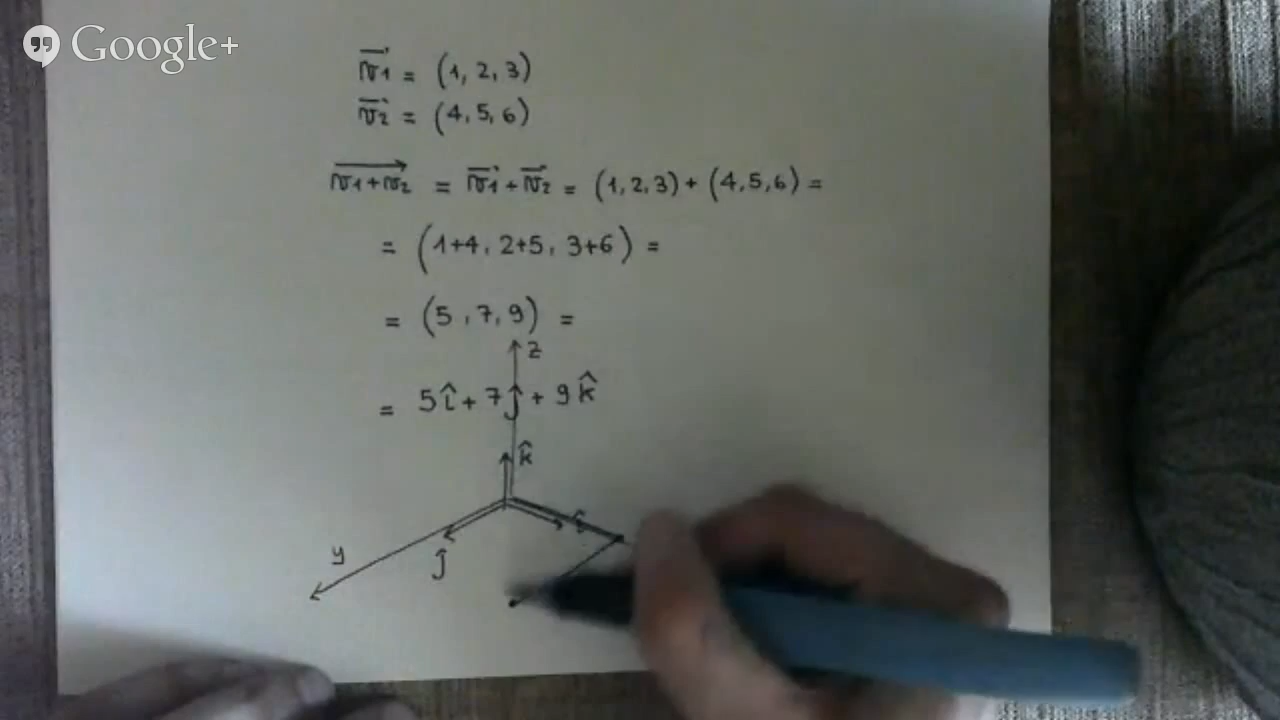 Google+
v1 = (1, 2, 3)
v2 = (4, 5, 6)
v1+v2 = v1 + v2 = (1, 2, 3) + (4, 5, 6) =
= (1+4, 2+5, 3+6) =
= (5, 7, 9) =
z
= 5î + 7ĵ + 9k̂
k̂
î
y
ĵ